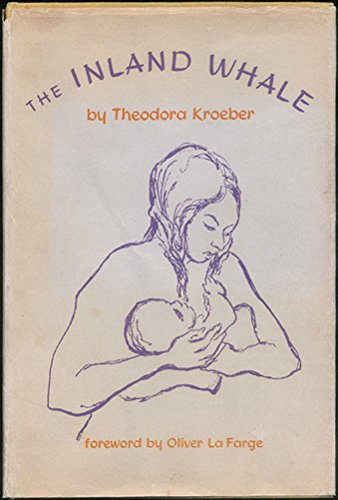 THE INLAND WHALE
by Theodora Kroeber
foreword by Oliver La Farge